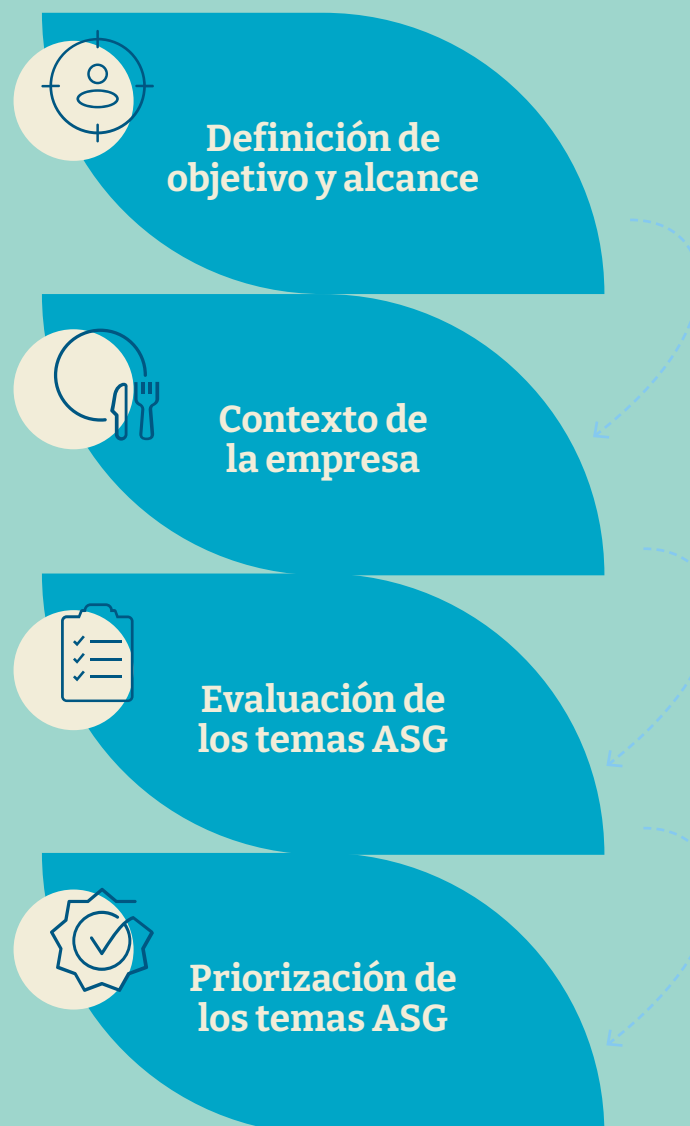 Definición de
objetivo y alcance
Contexto de
la empresa
Evaluación de
los temas ASG
Priorización de
los temas ASG